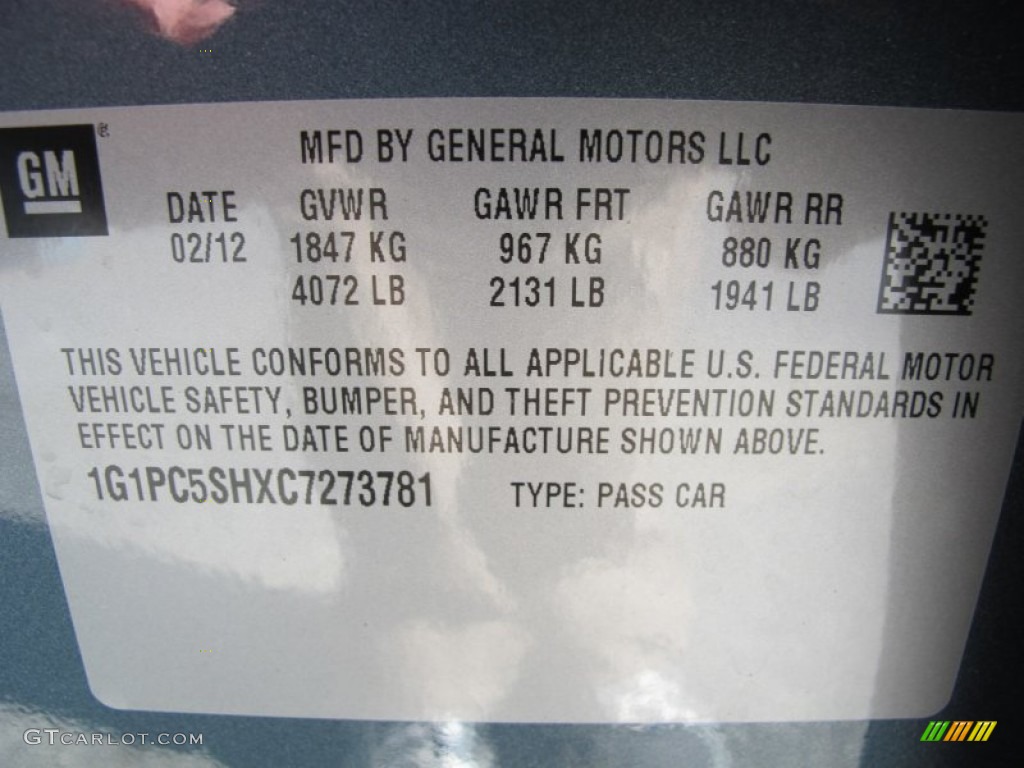 GM ®
MFD BY GENERAL MOTORS LLC
DATE GVWR GAWR FRT GAWR RR
02/12 1847 KG 967 KG 880 KG
4072 LB 2131 LB 1941 LB
THIS VEHICLE CONFORMS TO ALL APPLICABLE U.S. FEDERAL MOTOR
VEHICLE SAFETY, BUMPER, AND THEFT PREVENTION STANDARDS IN
EFFECT ON THE DATE OF MANUFACTURE SHOWN ABOVE.
1G1PC5SHXC7273781 TYPE: PASS CAR
GTCARLOT.COM